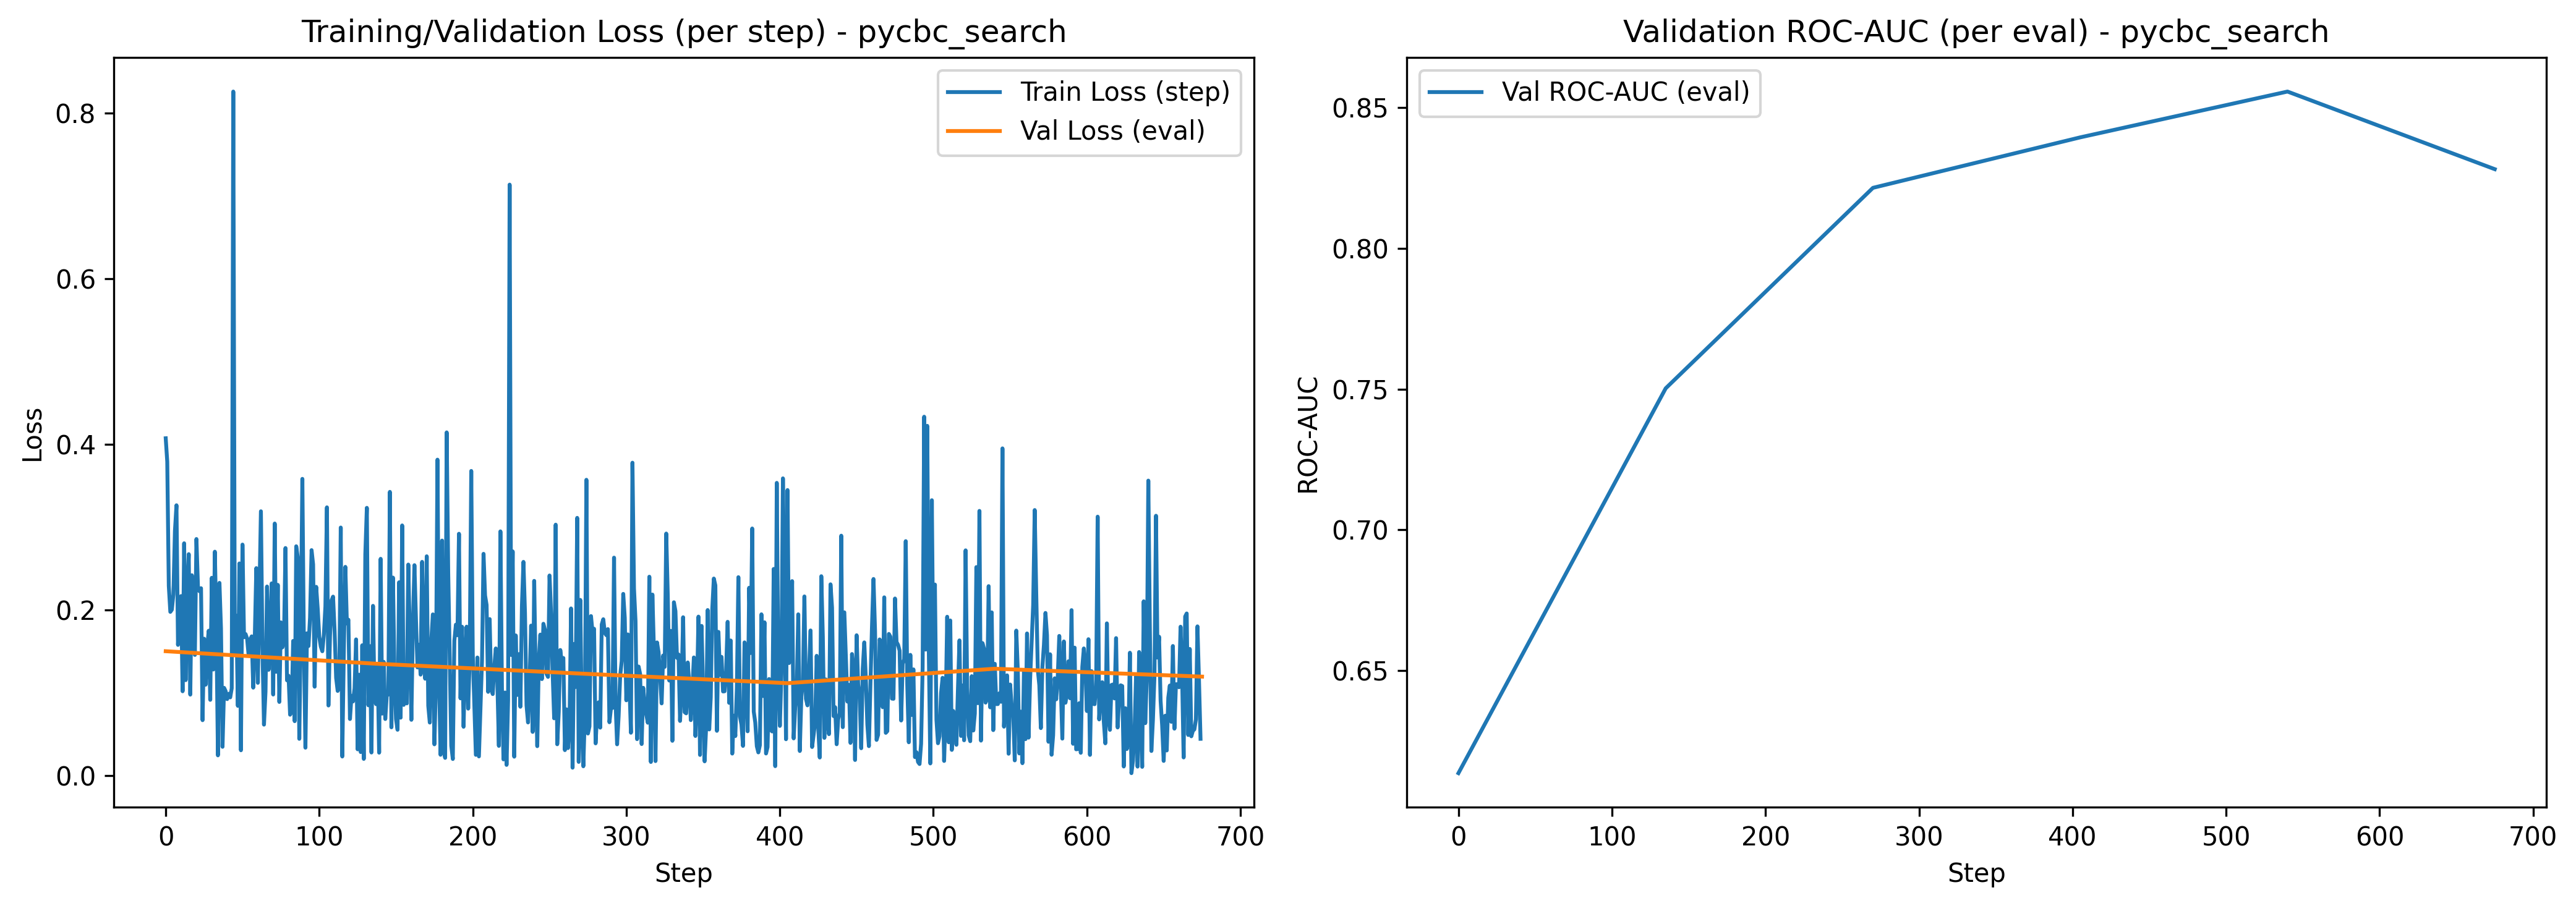 Training/Validation Loss (per step) - pycbc_search
Train Loss (step)
Val Loss (eval)
Loss
0.8
0.6
0.4
0.2
0.0
0 100 200 300 400 500 600 700
Step
Validation ROC-AUC (per eval) - pycbc_search
Val ROC-AUC (eval)
ROC-AUC
0.85
0.80
0.75
0.70
0.65
0 100 200 300 400 500 600 700
Step